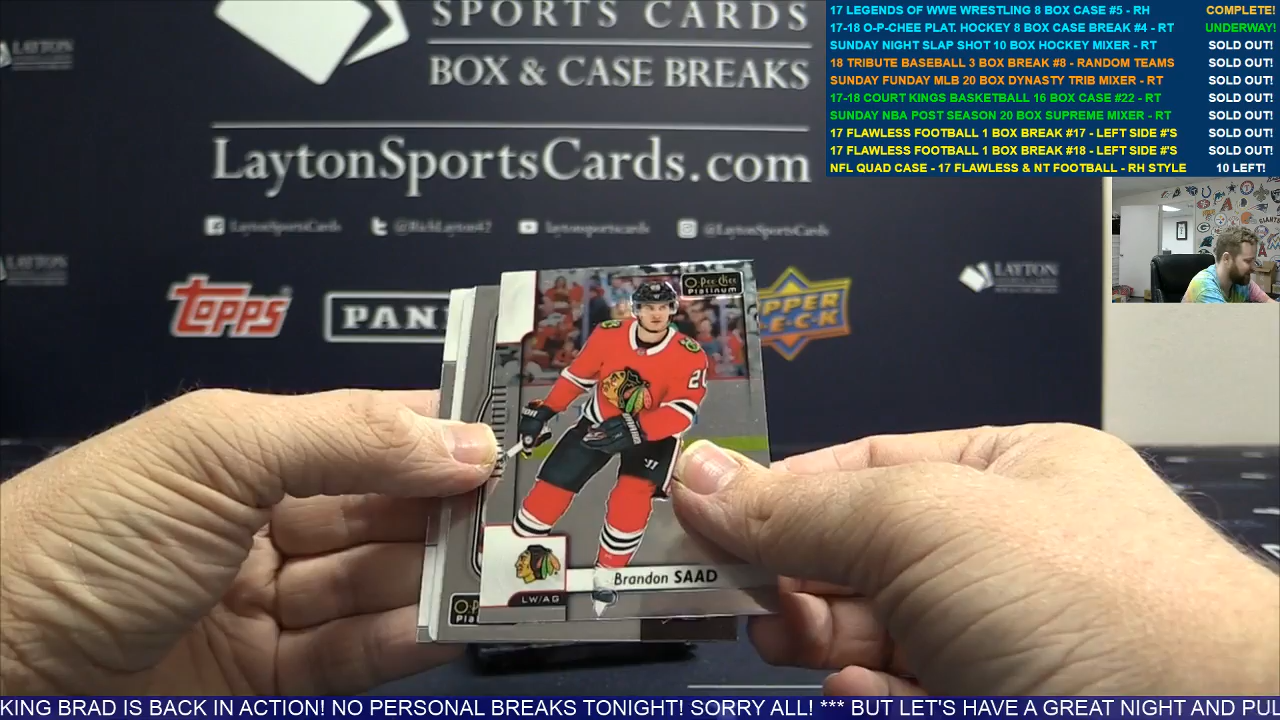 SPORTS CARDS
BOX & CASE BREAKS
LaytonSportsCards.com
LaytonSportsCards
@RichLayton42
laytonsportscards
@LaytonSportsCards
LAYTON
LAYTON
TOPPS
PANI
UPPER
DECK
O-Pee-Chee
Platinum
20
Brandon SAAD
LW/AG
O-P
Pla
17 LEGENDS OF WWE WRESTLING 8 BOX CASE #5 - RH COMPLETE!
17-18 O-P-CHEE PLAT. HOCKEY 8 BOX CASE BREAK #4 - RT UNDERWAY!
SUNDAY NIGHT SLAP SHOT 10 BOX HOCKEY MIXER - RT SOLD OUT!
18 TRIBUTE BASEBALL 3 BOX BREAK #8 - RANDOM TEAMS SOLD OUT!
SUNDAY FUNDAY MLB 20 BOX DYNASTY TRIB MIXER - RT SOLD OUT!
17-18 COURT KINGS BASKETBALL 16 BOX CASE #22 - RT SOLD OUT!
SUNDAY NBA POST SEASON 20 BOX SUPREME MIXER - RT SOLD OUT!
17 FLAWLESS FOOTBALL 1 BOX BREAK #17 - LEFT SIDE #'S SOLD OUT!
17 FLAWLESS FOOTBALL 1 BOX BREAK #18 - LEFT SIDE #'S SOLD OUT!
NFL QUAD CASE - 17 FLAWLESS & NT FOOTBALL - RH STYLE 10 LEFT!
KING BRAD IS BACK IN ACTION! NO PERSONAL BREAKS TONIGHT! SORRY ALL! *** BUT LET'S HAVE A GREAT NIGHT AND PUL